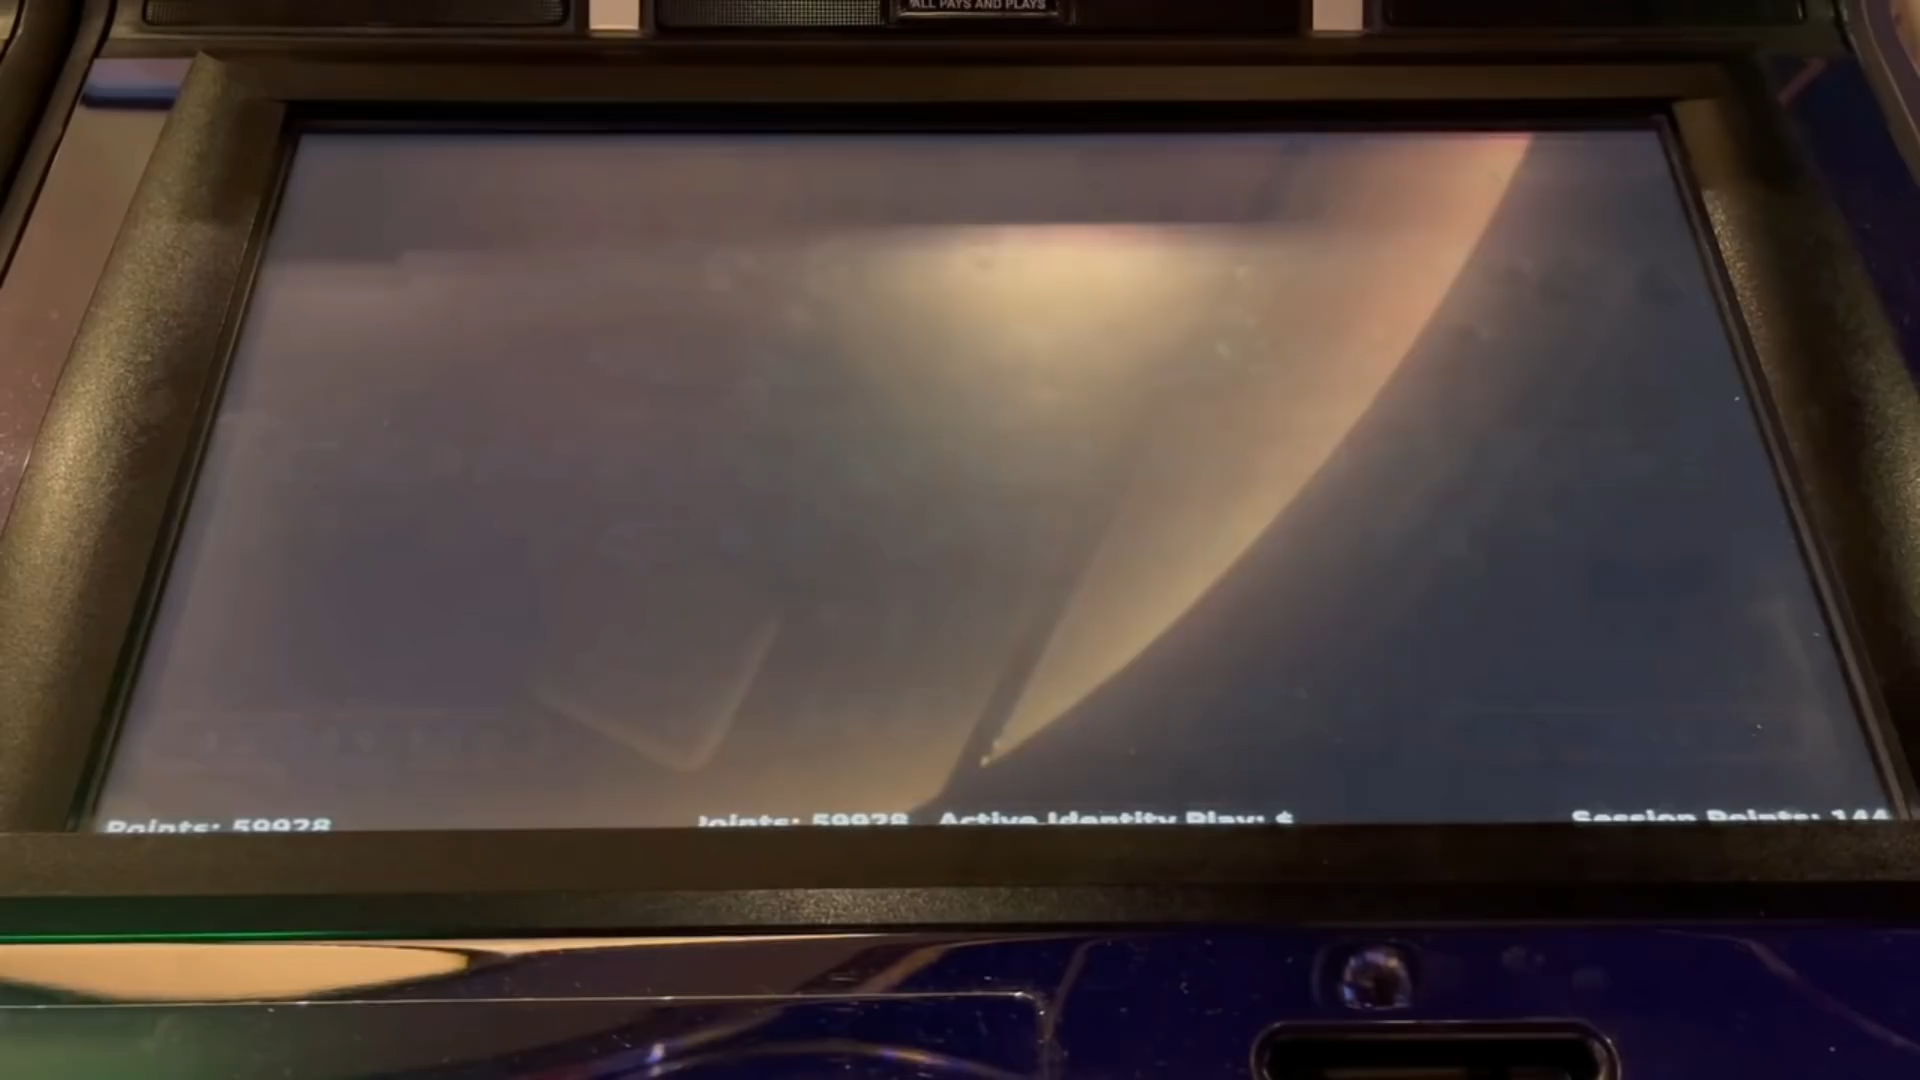 ALL PAYS AND PLAYS
Points: 59928
Points: 59928 Active Identity Play: $
Session Points: 144